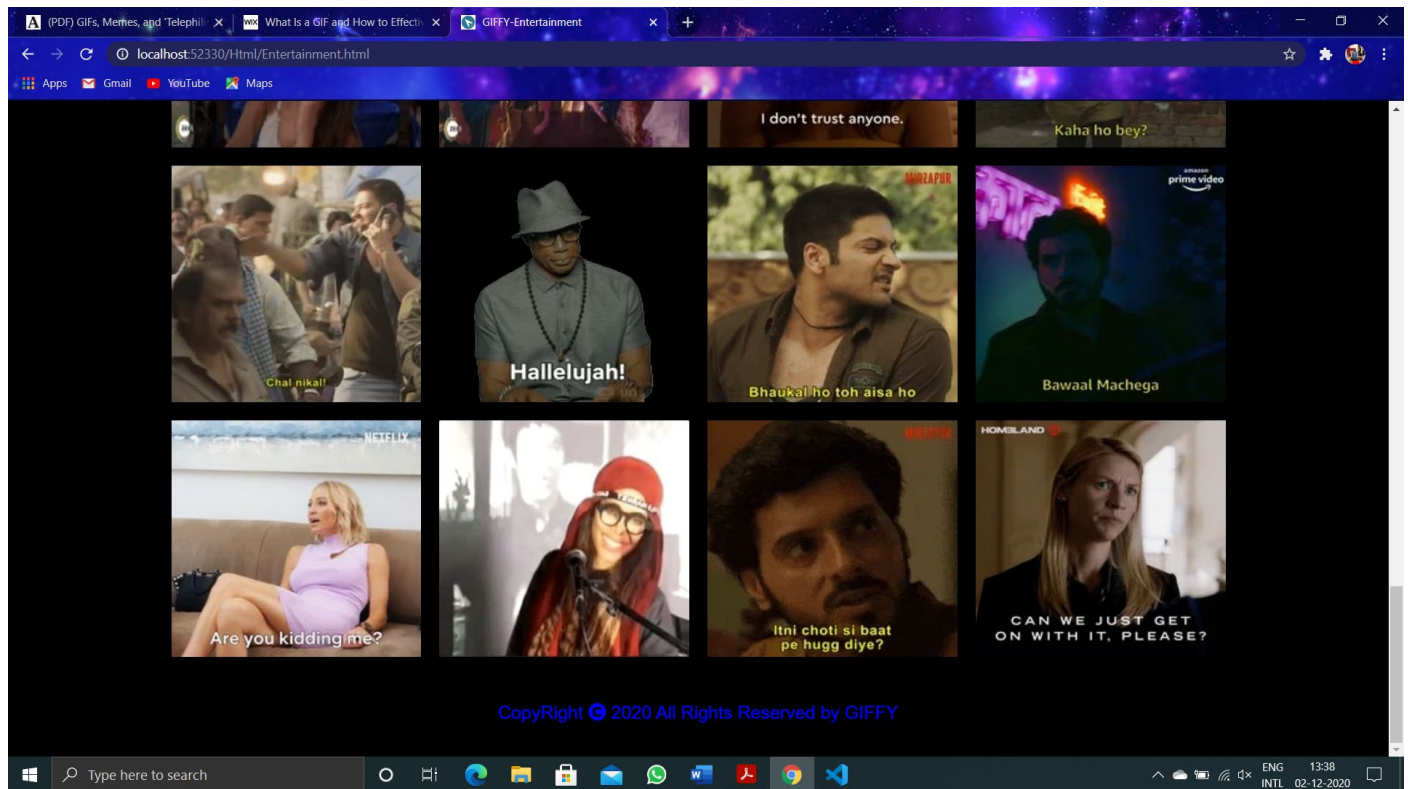 (PDF) GIFs, Memes, and 'Telephili
What Is a GIF and How to Effectiv
GIFFY-Entertainment
localhost:52330/Html/Entertainment.html
Apps
Gmail
YouTube
Maps
I don't trust anyone.
Kaha ho bey?
MIRZAPUR
amazon
prime video
Chal nikal!
Hallelujah!
Bhaukal ho toh aisa ho
Bawaal Machega
NETFLIX
HOMELAND
Are you kidding me?
Itni choti si baat
pe hugg diye?
CAN WE JUST GET
ON WITH IT, PLEASE?
CopyRight © 2020 All Rights Reserved by GIFFY
Type here to search
ENG
INTL
13:38
02-12-2020